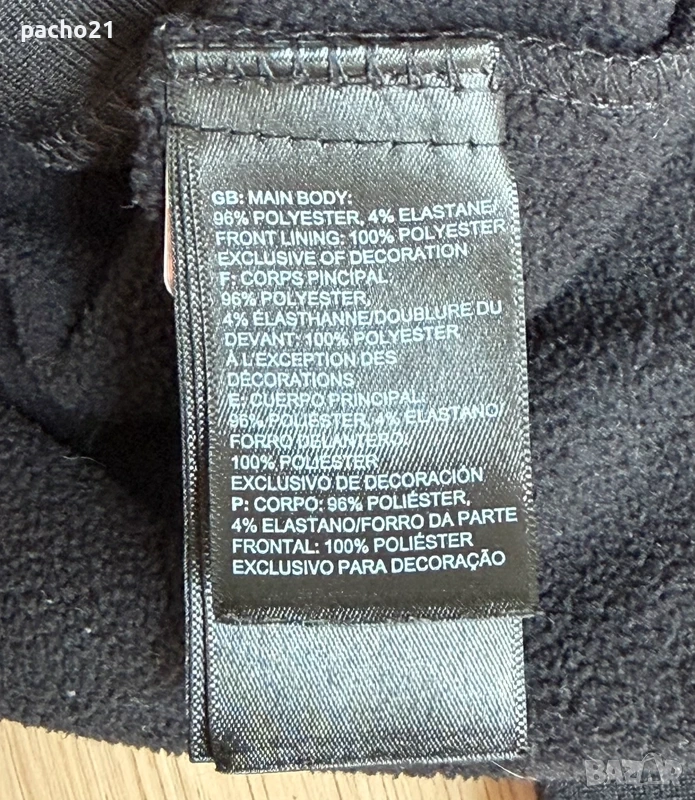 pacho21
GB: MAIN BODY:
96% POLYESTER, 4% ELASTANE/
FRONT LINING: 100% POLYESTER
EXCLUSIVE OF DECORATION
F: CORPS PINCIPAL,
96% POLYESTER,
4% ÉLASTHANNE/DOUBLURE DU
DEVANT: 100% POLYESTER,
À L'EXCEPTION DES
DÉCORATIONS
E: CUERPO PRINCIPAL:
96% POLIÉSTER, 4% ELASTANO/
FORRO DELANTERO:
100% POLIESTER
EXCLUSIVO DE DECORACIÓN
P: CORPO: 96% POLIÉSTER,
4% ELASTANO/FORRO DA PARTE
FRONTAL: 100% POLIÉSTER
EXCLUSIVO PARA DECORAÇÃO
BAZAR